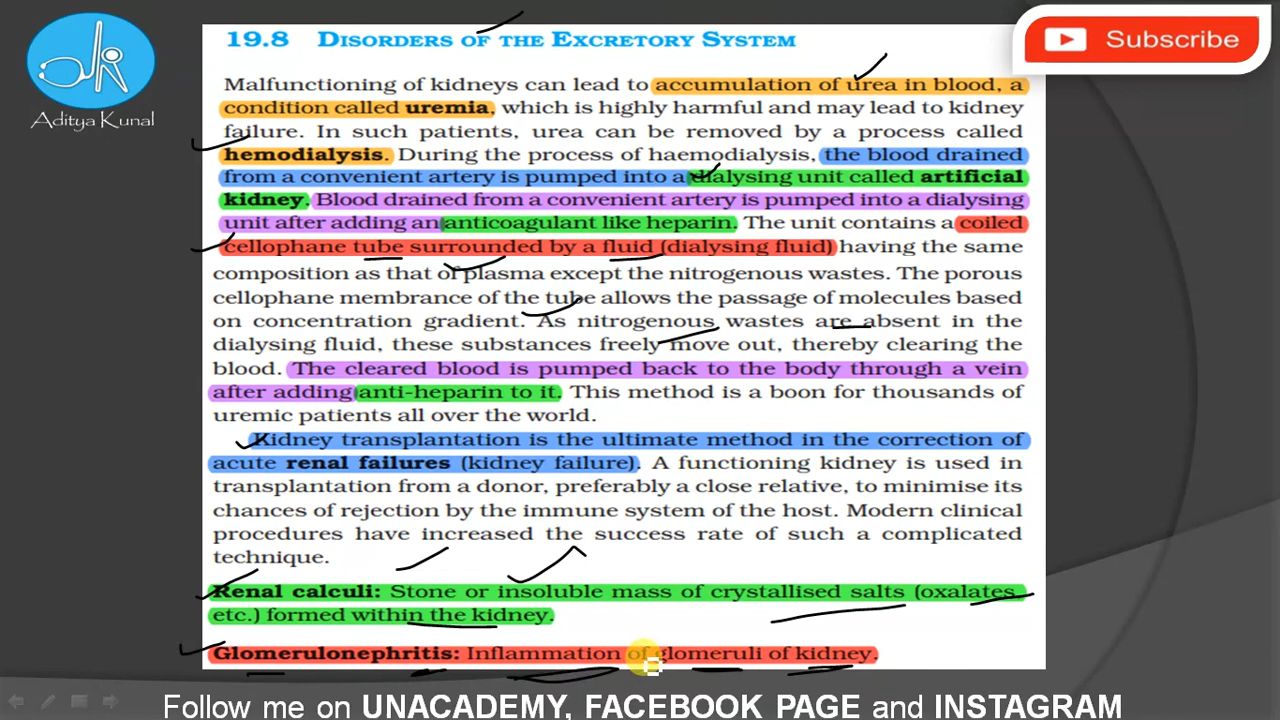 19.8 DISORDERS OF THE EXCRETORY SYSTEM
Subscribe
Aditya Kunal
Malfunctioning of kidneys can lead to accumulation of urea in blood, a
condition called uremia, which is highly harmful and may lead to kidney
failure. In such patients, urea can be removed by a process called
hemodialysis. During the process of haemodialysis, the blood drained
from a convenient artery is pumped into a dialysing unit called artificial
kidney. Blood drained from a convenient artery is pumped into a dialysing
unit after adding an anticoagulant like heparin. The unit contains a coiled
cellophane tube surrounded by a fluid (dialysing fluid) having the same
composition as that of plasma except the nitrogenous wastes. The porous
cellophane membrance of the tube allows the passage of molecules based
on concentration gradient. As nitrogenous wastes are absent in the
dialysing fluid, these substances freely move out, thereby clearing the
blood. The cleared blood is pumped back to the body through a vein
after adding anti-heparin to it. This method is a boon for thousands of
uremic patients all over the world.
Kidney transplantation is the ultimate method in the correction of
acute renal failures (kidney failure). A functioning kidney is used in
transplantation from a donor, preferably a close relative, to minimise its
chances of rejection by the immune system of the host. Modern clinical
procedures have increased the success rate of such a complicated
technique.
Renal calculi: Stone or insoluble mass of crystallised salts (oxalates,
etc.) formed within the kidney.
Glomerulonephritis: Inflammation of glomeruli of kidney.
Follow me on UNACADEMY, FACEBOOK PAGE and INSTAGRAM